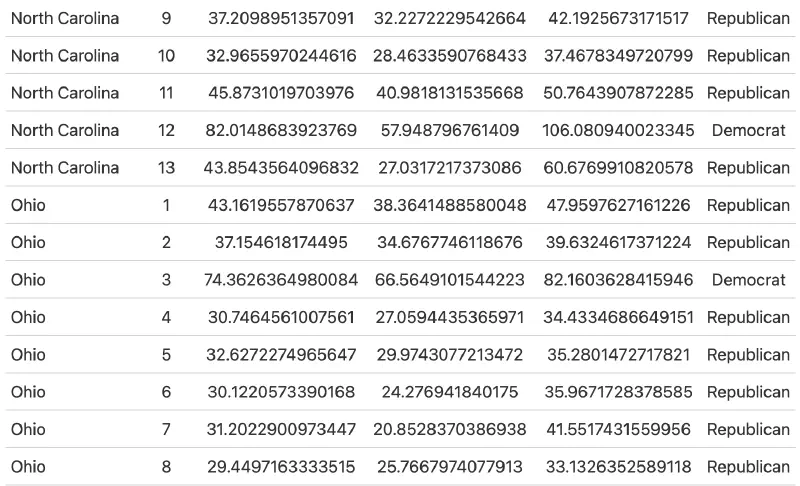 North Carolina 9 37.2098951357091 32.2272229542664 42.1925673171517 Republican
North Carolina 10 32.9655970244616 28.4633590768433 37.4678349720799 Republican
North Carolina 11 45.8731019703976 40.9818131535668 50.7643907872285 Republican
North Carolina 12 82.0148683923769 57.948796761409 106.080940023345 Democrat
North Carolina 13 43.8543564096832 27.0317217373086 60.6769910820578 Republican
Ohio 1 43.1619557870637 38.3641488580048 47.9597627161226 Republican
Ohio 2 37.154618174495 34.6767746118676 39.6324617371224 Republican
Ohio 3 74.3626364980084 66.5649101544223 82.1603628415946 Democrat
Ohio 4 30.7464561007561 27.0594435365971 34.4334686649151 Republican
Ohio 5 32.6272274965647 29.9743077213472 35.2801472717821 Republican
Ohio 6 30.1220573390168 24.276941840175 35.9671728378585 Republican
Ohio 7 31.2022900973447 20.8528370386938 41.5517431559956 Republican
Ohio 8 29.4497163333515 25.7667974077913 33.1326352589118 Republican